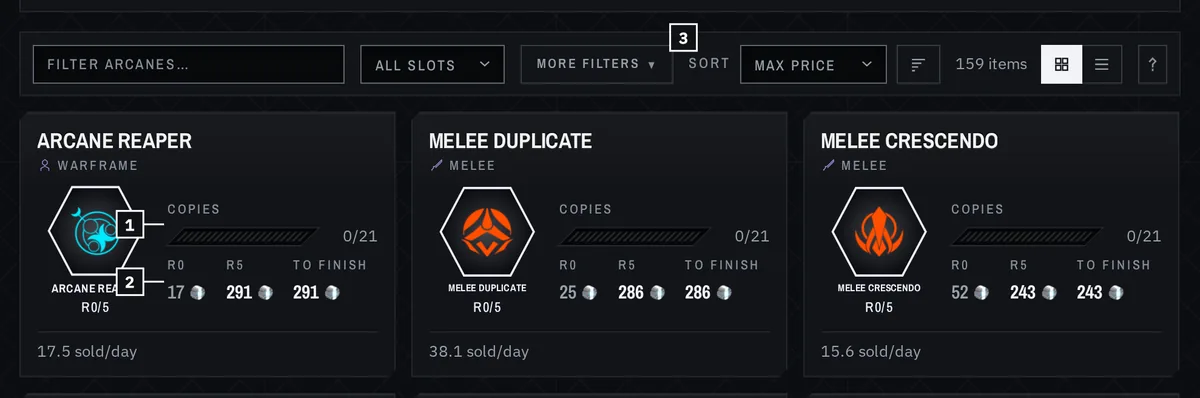 3
FILTER ARCANES... ALL SLOTS MORE FILTERS ▾ SORT MAX PRICE 159 items ?
ARCANE REAPER MELEE DUPLICATE MELEE CRESCENDO
WARFRAME MELEE MELEE
1 COPIES COPIES COPIES
0/21 0/21 0/21
2 R0 R5 TO FINISH R0 R5 TO FINISH R0 R5 TO FINISH
ARCANE REA 17 291 291 MELEE DUPLICATE 25 286 286 MELEE CRESCENDO 52 243 243
R0/5 R0/5 R0/5
17.5 sold/day 38.1 sold/day 15.6 sold/day